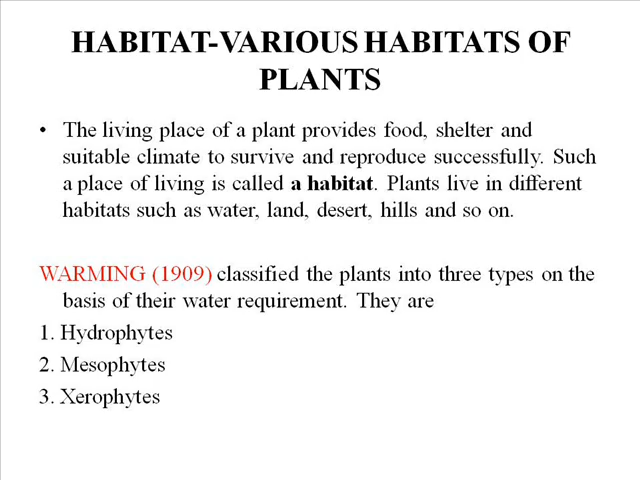 HABITAT-VARIOUS HABITATS OF
PLANTS
• The living place of a plant provides food, shelter and
suitable climate to survive and reproduce successfully. Such
a place of living is called a habitat. Plants live in different
habitats such as water, land, desert, hills and so on.
WARMING (1909) classified the plants into three types on the
basis of their water requirement. They are
1. Hydrophytes
2. Mesophytes
3. Xerophytes